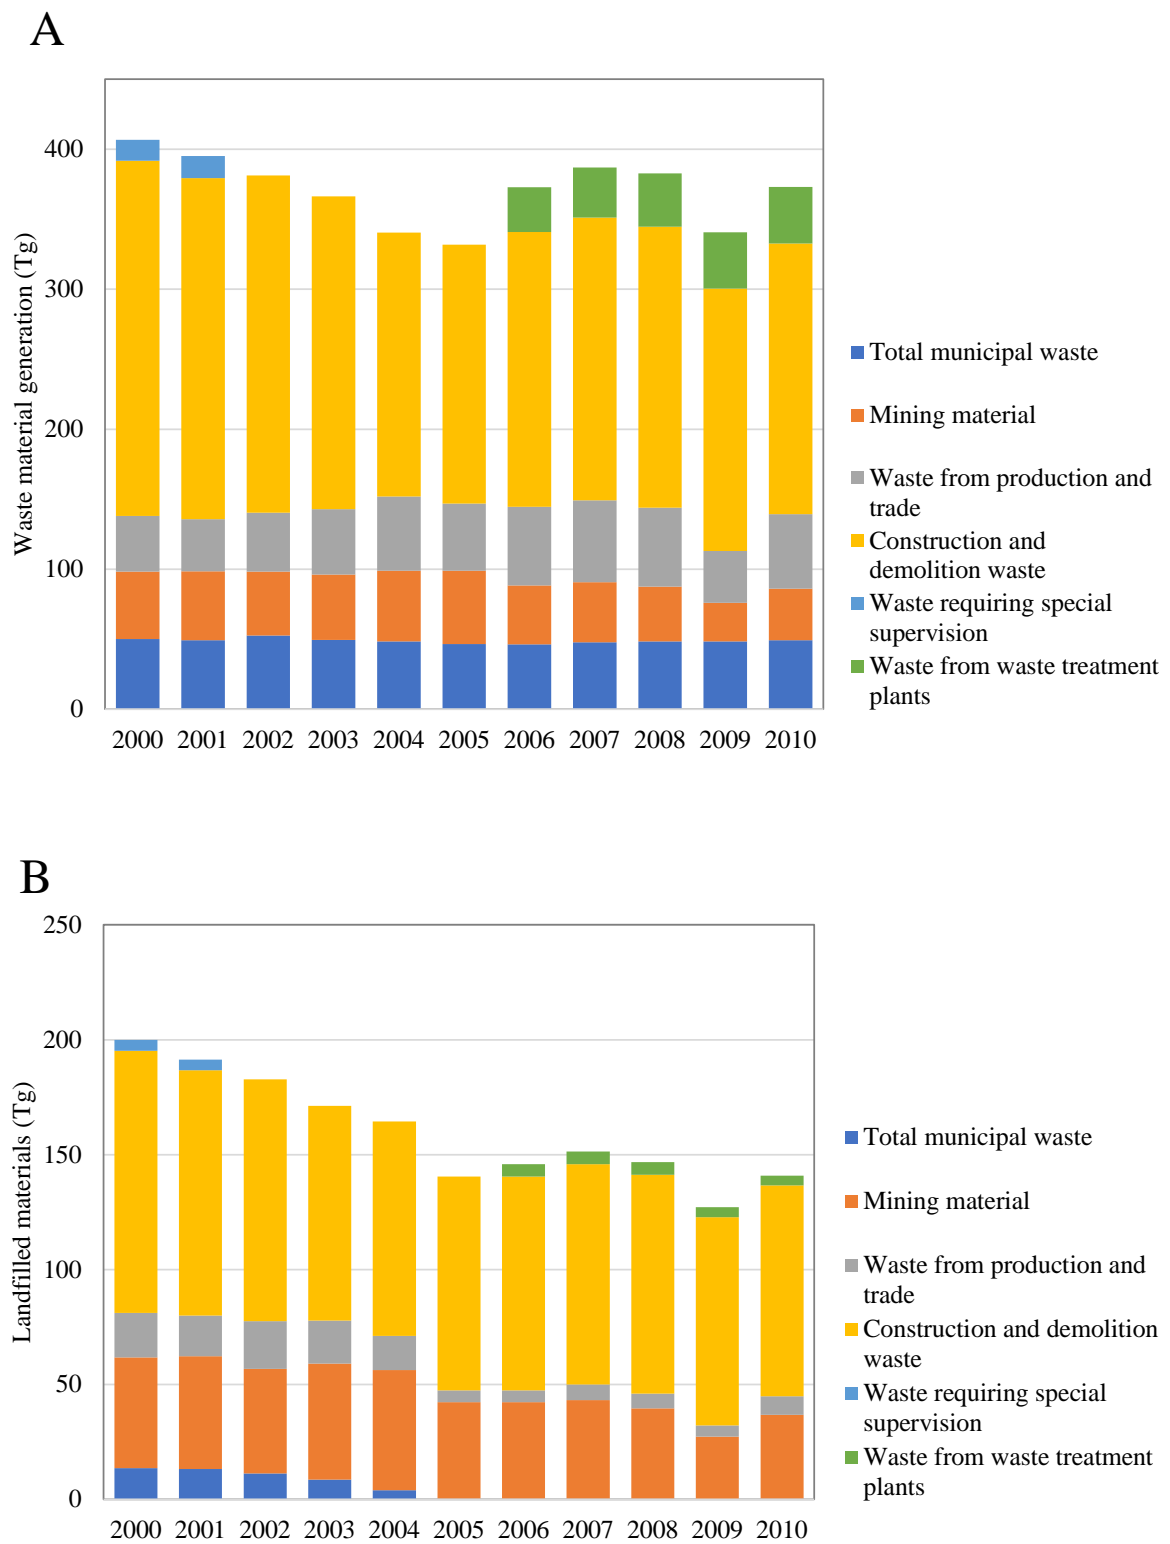 A
Waste material generation (Tg)
400
300
200
100
0
2000 2001 2002 2003 2004 2005 2006 2007 2008 2009 2010
Total municipal waste
Mining material
Waste from production and
trade
Construction and
demolition waste
Waste requiring special
supervision
Waste from waste treatment
plants
B
Landfilled materials (Tg)
250
200
150
100
50
0
2000 2001 2002 2003 2004 2005 2006 2007 2008 2009 2010
Total municipal waste
Mining material
Waste from production and
trade
Construction and demolition
waste
Waste requiring special
supervision
Waste from waste treatment
plants